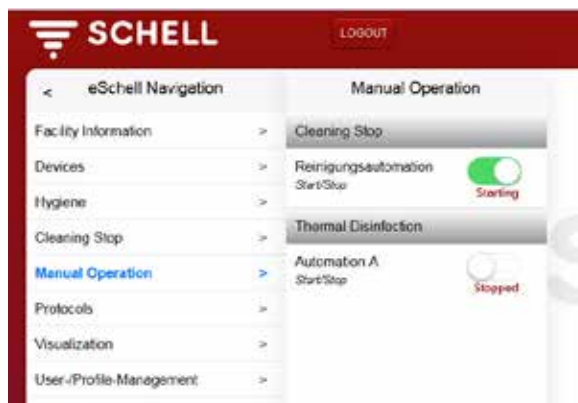 SCHELL
LOGOUT
< eSchell Navigation
Facility Information >
Devices >
Hygiene >
Cleaning Stop >
Manual Operation >
Protocols >
Visualization >
User-/Profile-Management >
Manual Operation
Cleaning Stop
Reinigungsautomation
Start/Stop
Starting
Thermal Disinfection
Automation A
Start/Stop
Stopped